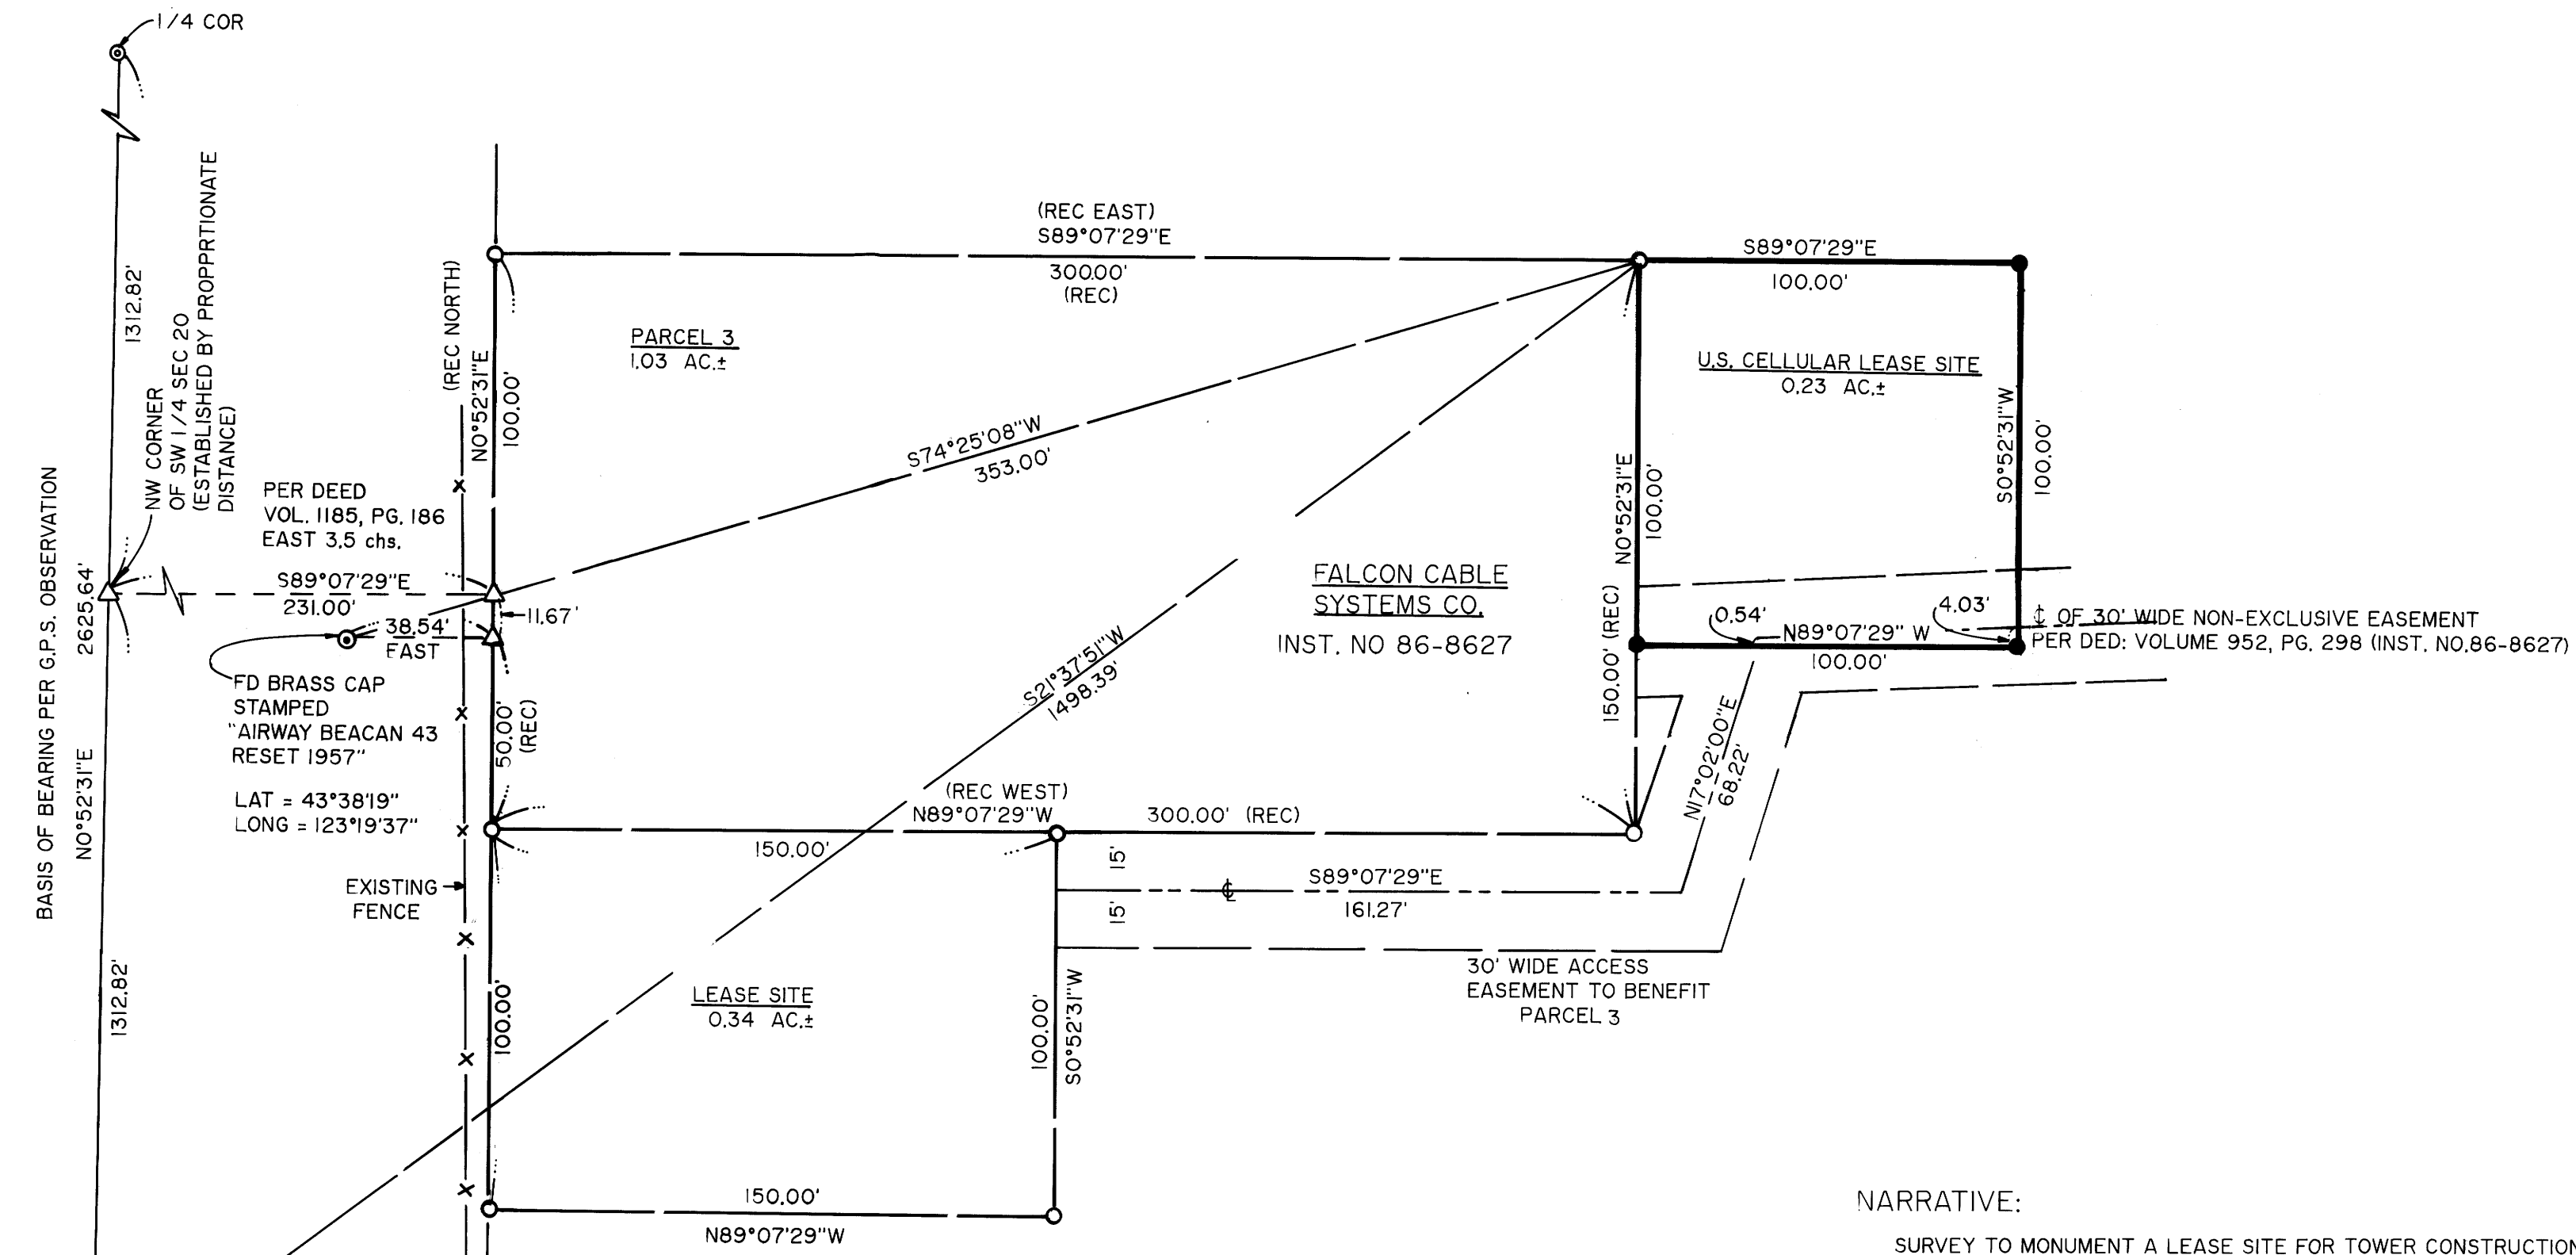 1/4 COR
1312.82'
NW CORNER
OF SW 1/4 SEC 20
(ESTABLISHED BY PROPPRTIONATE
DISTANCE)
BASIS OF BEARING PER G.P.S. OBSERVATION
2625.64'
N0°52'31"E
1312.82'
(REC NORTH)
N0°52'31"E
100.00'
PER DEED
VOL. 1185, PG. 186
EAST 3.5 chs.
S89°07'29"E
231.00'
38.54'
EAST
11.67'
FD BRASS CAP
STAMPED
"AIRWAY BEACAN 43
RESET 1957"
LAT = 43°38'19"
LONG = 123°19'37"
EXISTING
FENCE
50.00'
(REC)
100.00'
(REC EAST)
S89°07'29"E
300.00'
(REC)
PARCEL 3
1.03 AC.±
S74°25'08"W
353.00'
S21°37'51"W
1498.39'
FALCON CABLE
SYSTEMS CO.
INST. NO 86-8627
(REC WEST)
N89°07'29"W
300.00' (REC)
150.00'
LEASE SITE
0.34 AC.±
100.00'
S0°52'31"W
150.00'
N89°07'29"W
15'
15'
℄
S89°07'29"E
161.27'
30' WIDE ACCESS
EASEMENT TO BENEFIT
PARCEL 3
N17°02'00"E
68.22'
S89°07'29"E
100.00'
U.S. CELLULAR LEASE SITE
0.23 AC.±
N0°52'31"E
100.00'
150.00' (REC)
S0°52'31"W
100.00'
0.54'
4.03'
N89°07'29" W
100.00'
℄ OF 30' WIDE NON-EXCLUSIVE EASEMENT
PER DED: VOLUME 952, PG. 298 (INST. NO.86-8627)
NARRATIVE:
SURVEY TO MONUMENT A LEASE SITE FOR TOWER CONSTRUCTION